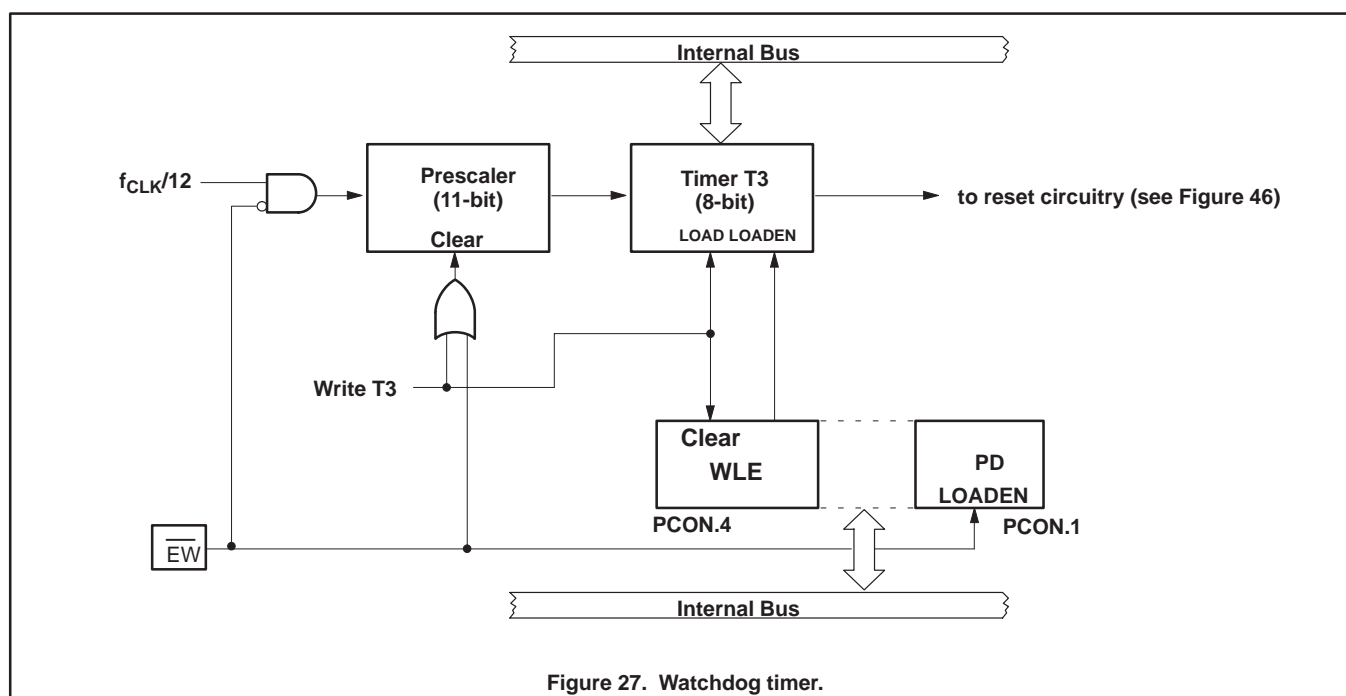 Internal Bus
fCLK/12
Prescaler
(11-bit)
Clear
Timer T3
(8-bit)
LOAD LOADEN
to reset circuitry (see Figure 46)
Write T3
Clear
WLE
PCON.4
PD
LOADEN
PCON.1
EW
Internal Bus
Figure 27. Watchdog timer.